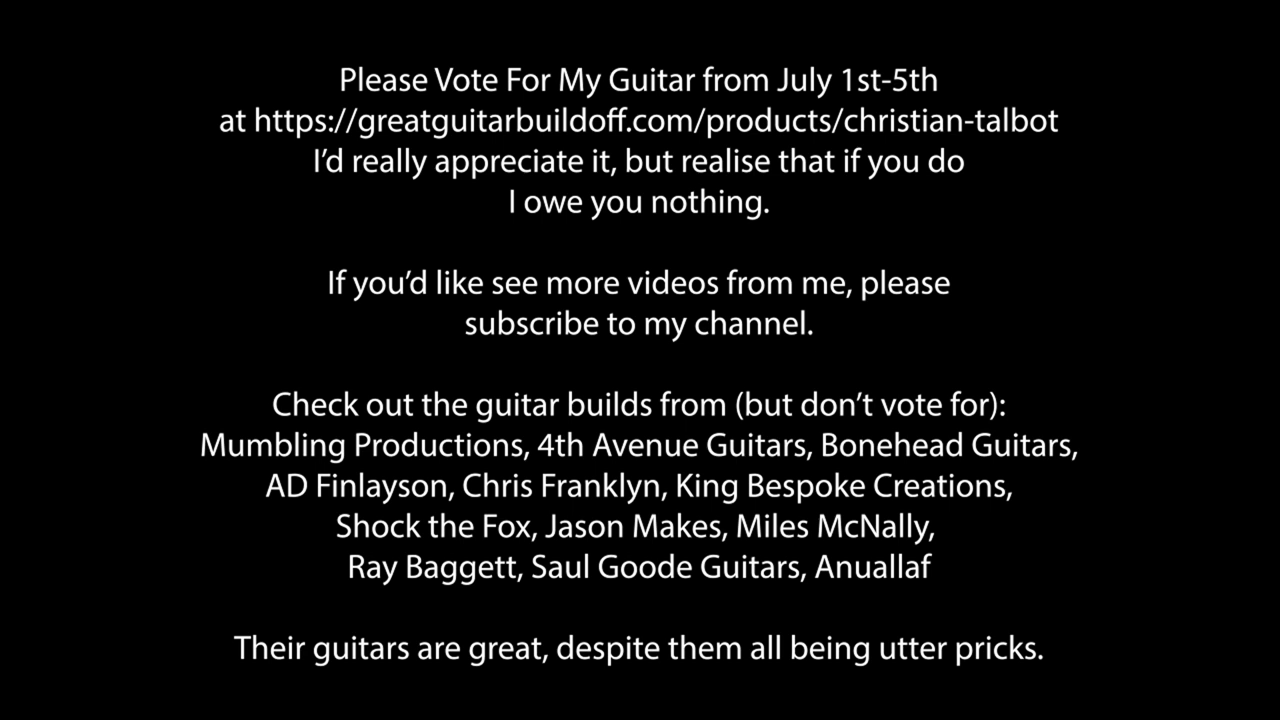 Please Vote For My Guitar from July 1st-5th
at https://greatguitarbuildoff.com/products/christian-talbot
I’d really appreciate it, but realise that if you do
I owe you nothing.
If you’d like see more videos from me, please
subscribe to my channel.
Check out the guitar builds from (but don’t vote for):
Mumbling Productions, 4th Avenue Guitars, Bonehead Guitars,
AD Finlayson, Chris Franklyn, King Bespoke Creations,
Shock the Fox, Jason Makes, Miles McNally,
Ray Baggett, Saul Goode Guitars, Anuallaf
Their guitars are great, despite them all being utter pricks.